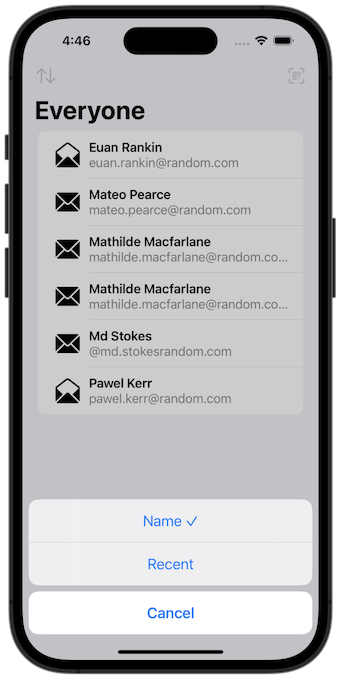 4:46
Everyone
Euan Rankin
euan.rankin@random.com
Mateo Pearce
mateo.pearce@random.com
Mathilde Macfarlane
mathilde.macfarlane@random.co...
Mathilde Macfarlane
mathilde.macfarlane@random.co...
Md Stokes
@md.stokesrandom.com
Pawel Kerr
pawel.kerr@random.com
Name ✓
Recent
Cancel